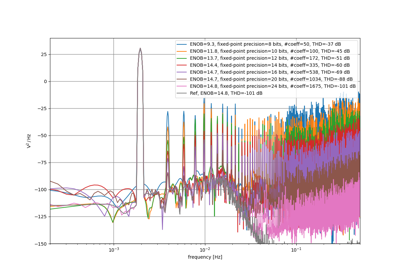 ENOB=9.3, fixed-point precision=8 bits, #coeff=50, THD=-37 dB
ENOB=11.8, fixed-point precision=10 bits, #coeff=100, THD=-45 dB
ENOB=13.7, fixed-point precision=12 bits, #coeff=172, THD=-51 dB
ENOB=14.4, fixed-point precision=14 bits, #coeff=335, THD=-60 dB
ENOB=14.7, fixed-point precision=16 bits, #coeff=538, THD=-69 dB
ENOB=14.7, fixed-point precision=20 bits, #coeff=1034, THD=-88 dB
ENOB=14.8, fixed-point precision=24 bits, #coeff=1675, THD=-101 dB
Ref, ENOB=14.8, THD=-101 dB
25
0
−25
−50
−75
−100
−125
−150
10⁻³
10⁻²
10⁻¹
frequency [Hz]